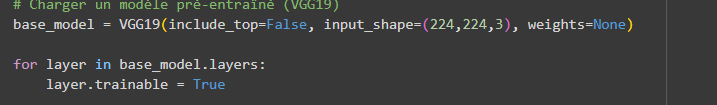 # Charger un modèle pré-entraîné (VGG19)
base_model = VGG19(include_top=False, input_shape=(224,224,3), weights=None)
for layer in base_model.layers:
    layer.trainable = True